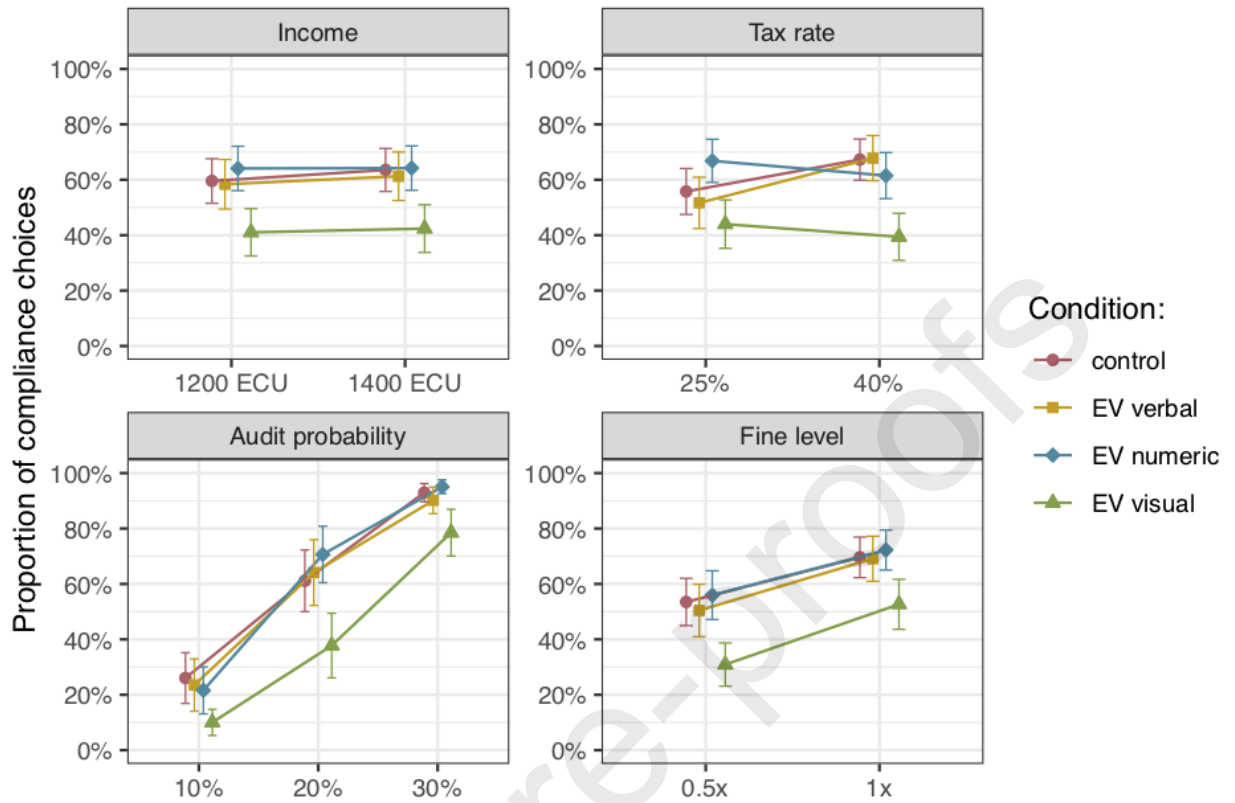 Income
Tax rate
100%
80%
60%
40%
20%
0%
1200 ECU
1400 ECU
100%
80%
60%
40%
20%
0%
25%
40%
Proportion of compliance choices
Audit probability
Fine level
100%
80%
60%
40%
20%
0%
10%
20%
30%
100%
80%
60%
40%
20%
0%
0.5x
1x
Condition:
control
EV verbal
EV numeric
EV visual
re-proofs